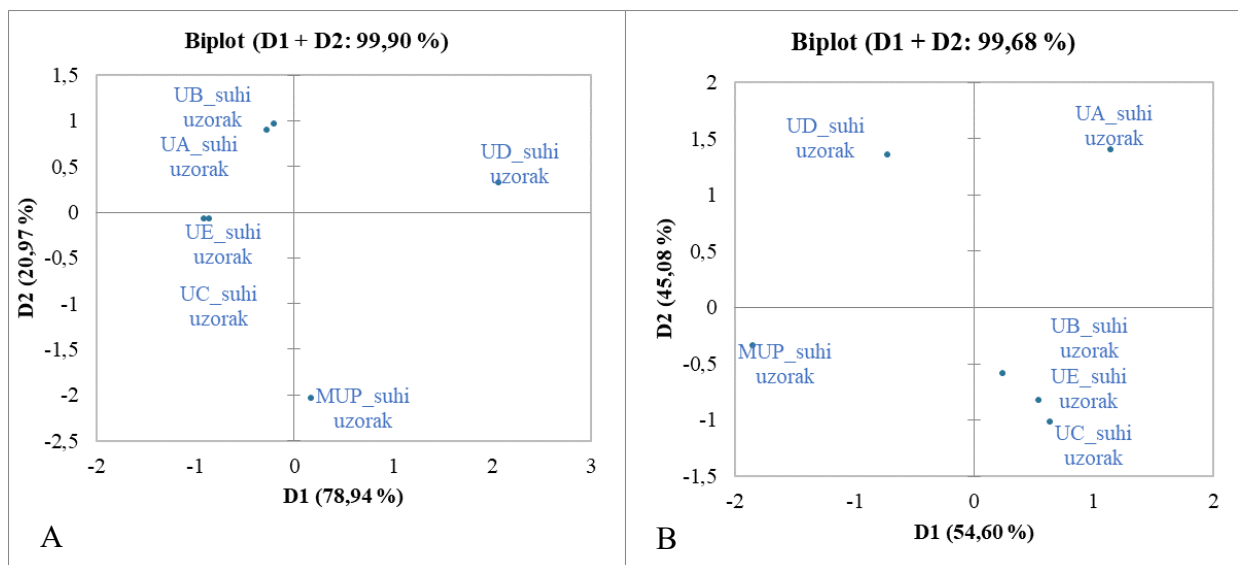 Biplot (D1 + D2: 99,90 %)
1,5
1
0,5
0
-0,5
-1
-1,5
-2
-2,5
D2 (20,97 %)
UB_suhi
uzorak
UA_suhi
uzorak
UD_suhi
uzorak
UE_suhi
uzorak
UC_suhi
uzorak
MUP_suhi
uzorak
-2
-1
0
1
2
3
D1 (78,94 %)
A
Biplot (D1 + D2: 99,68 %)
2
1,5
1
0,5
0
-0,5
-1
-1,5
D2 (45,08 %)
UD_suhi
uzorak
UA_suhi
uzorak
MUP_suhi
uzorak
UB_suhi
uzorak
UE_suhi
uzorak
UC_suhi
uzorak
-2
-1
0
1
2
D1 (54,60 %)
B